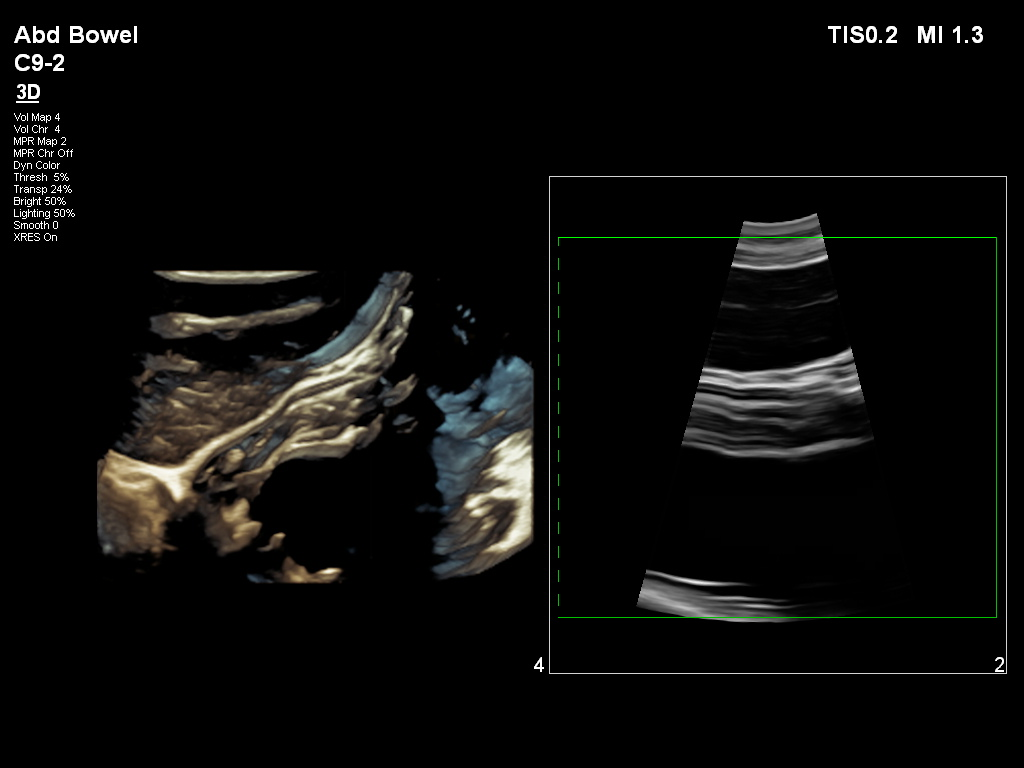 Abd Bowel
TIS0.2 MI 1.3
C9-2
3D
Vol Map 4
Vol Chr 4
MPR Map 2
MPR Chr Off
Dyn Color
Thresh 5%
Transp 24%
Bright 50%
Lighting 50%
Smooth 0
XRES On
4
2